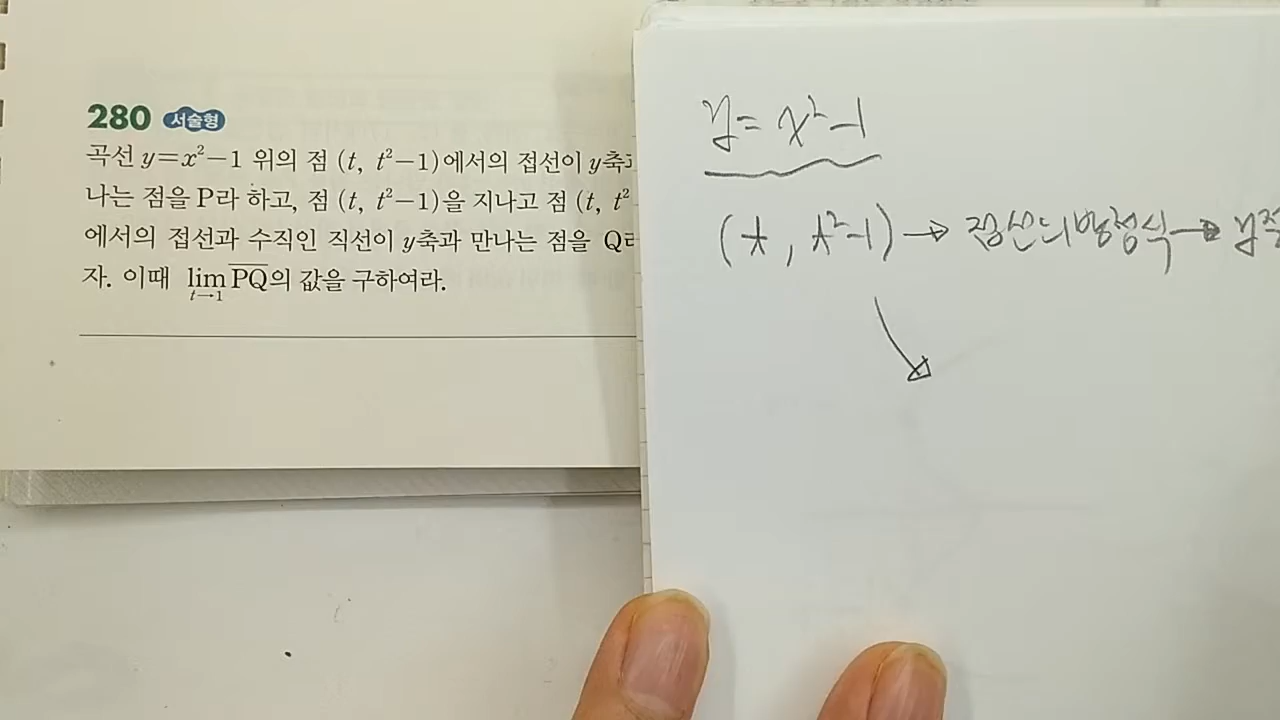 280 서술형
곡선 y=x²-1 위의 점 (t, t²-1)에서의 접선이 y축
나는 점을 P라 하고, 점 (t, t²-1)을 지나고 점 (t, t²
에서의 접선과 수직인 직선이 y축과 만나는 점을 Q
자. 이때 lim PQ의 값을 구하여라.
t→1
y = x²-1
(t, t²-1) → 접선의방정식 → y